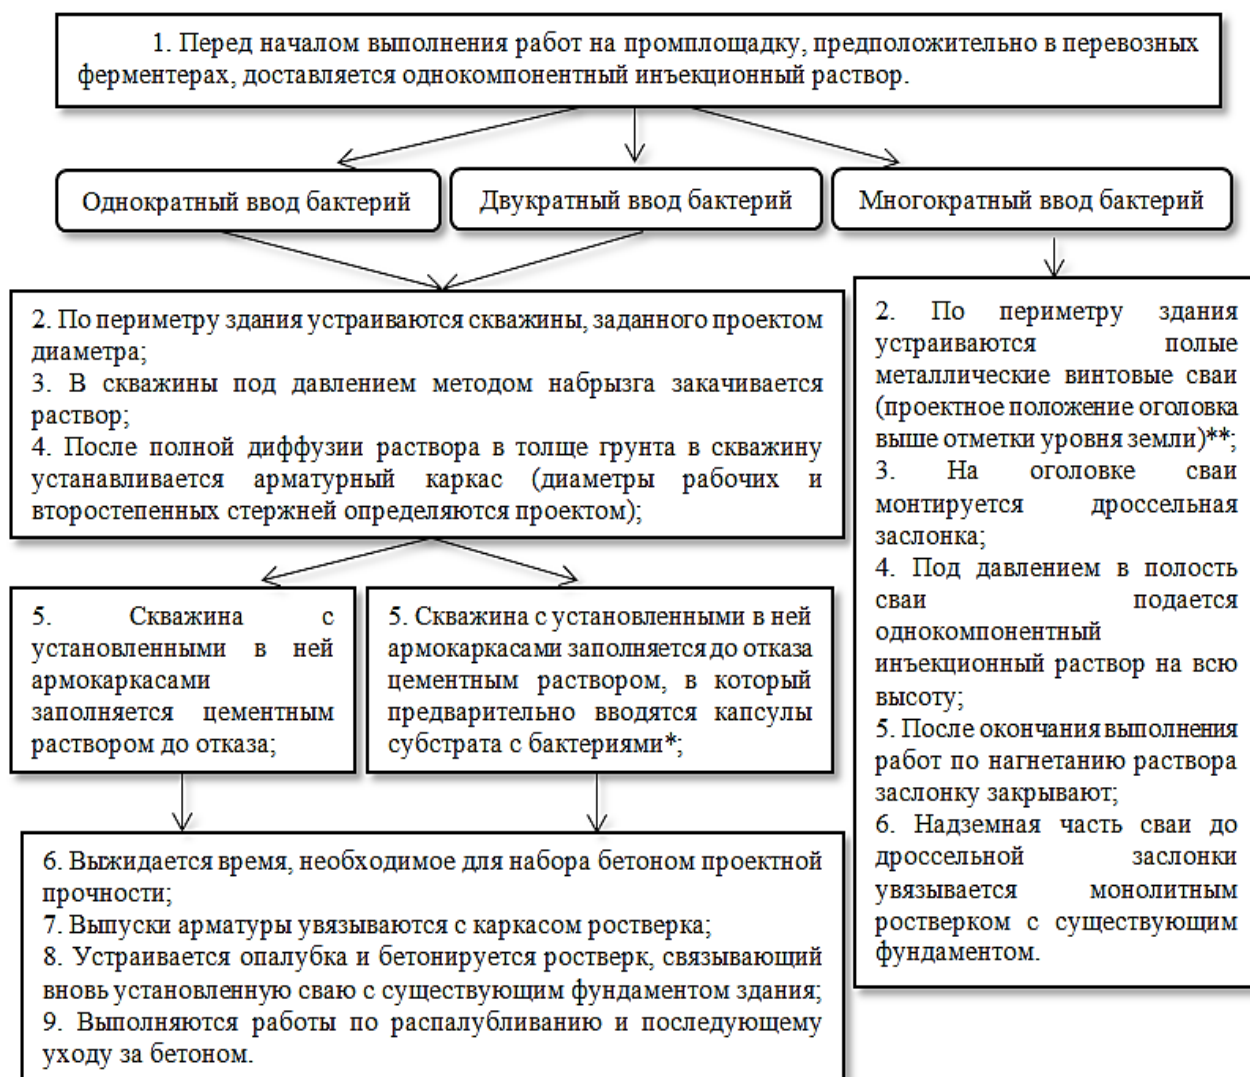 1. Перед началом выполнения работ на промплощадку, предположительно в перевозных
ферментерах, доставляется однокомпонентный инъекционный раствор.
Однократный ввод бактерий
Двукратный ввод бактерий
Многократный ввод бактерий
2. По периметру здания устраиваются скважины, заданного проектом
диаметра;
3. В скважины под давлением методом набрызга закачивается
раствор;
4. После полной диффузии раствора в толще грунта в скважину
устанавливается арматурный каркас (диаметры рабочих и
второстепенных стержней определяются проектом);
5. Скважина с
установленными в ней
армокаркасами
заполняется цементным
раствором до отказа;
5. Скважина с установленными в ней
армокаркасами заполняется до отказа
цементным раствором, в который
предварительно вводятся капсулы
субстрата с бактериями*;
6. Выжидается время, необходимое для набора бетоном проектной
прочности;
7. Выпуски арматуры увязываются с каркасом ростверка;
8. Устраивается опалубка и бетонируется ростверк, связывающий
вновь установленную сваю с существующим фундаментом здания;
9. Выполняются работы по распалубливанию и последующему
уходу за бетоном.
2. По периметру здания
устраиваются полые
металлические винтовые сваи
(проектное положение оголовка
выше отметки уровня земли)**;
3. На оголовке сваи
монтируется дроссельная
заслонка;
4. Под давлением в полость
сваи подается
однокомпонентный
инъекционный раствор на всю
высоту;
5. После окончания выполнения
работ по нагнетанию раствора
заслонку закрывают;
6. Надземная часть сваи до
дроссельной заслонки
увязывается монолитным
ростверком с существующим
фундаментом.